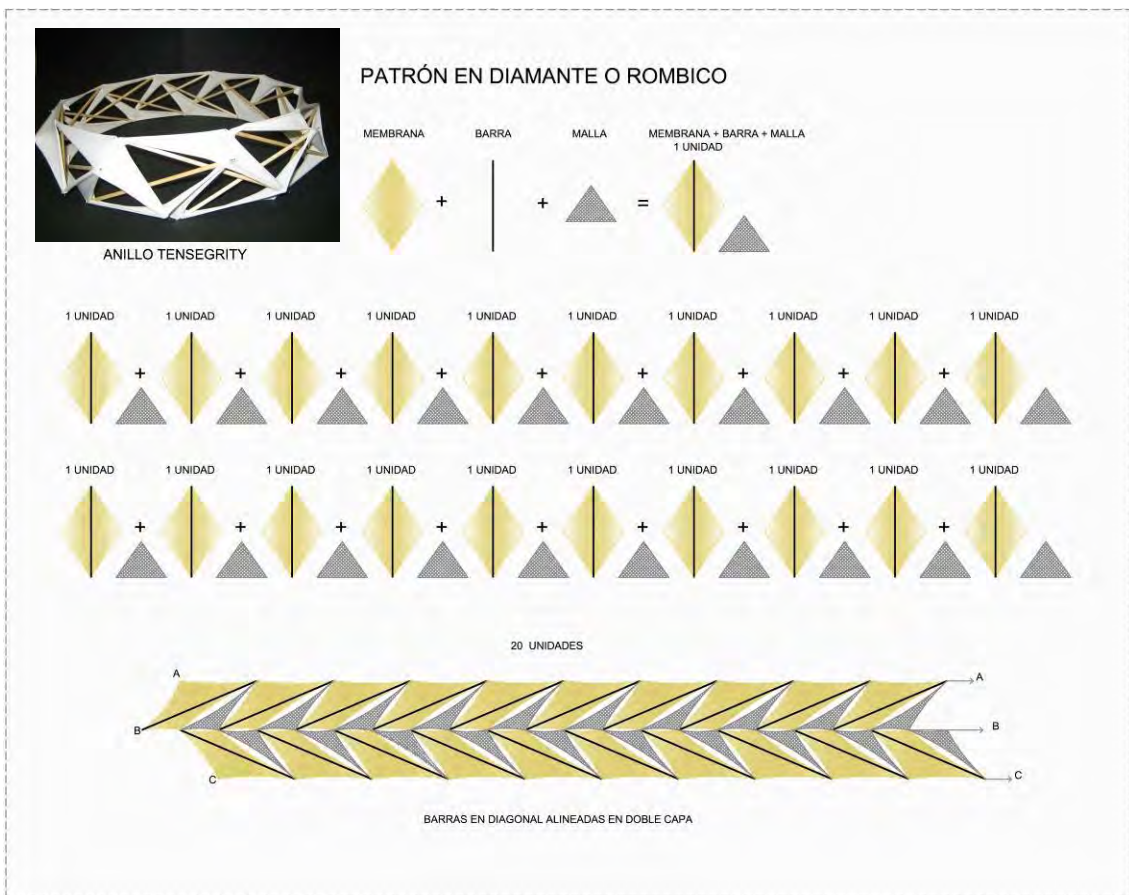 PATRÓN EN DIAMANTE O ROMBICO
MEMBRANA BARRA MALLA MEMBRANA + BARRA + MALLA
1 UNIDAD
+ + =
ANILLO TENSEGRITY
1 UNIDAD 1 UNIDAD 1 UNIDAD 1 UNIDAD 1 UNIDAD 1 UNIDAD 1 UNIDAD 1 UNIDAD 1 UNIDAD 1 UNIDAD
+ + + + + + + + +
1 UNIDAD 1 UNIDAD 1 UNIDAD 1 UNIDAD 1 UNIDAD 1 UNIDAD 1 UNIDAD 1 UNIDAD 1 UNIDAD 1 UNIDAD
+ + + + + + + + +
20 UNIDADES
A A
B B
C C
BARRAS EN DIAGONAL ALINEADAS EN DOBLE CAPA